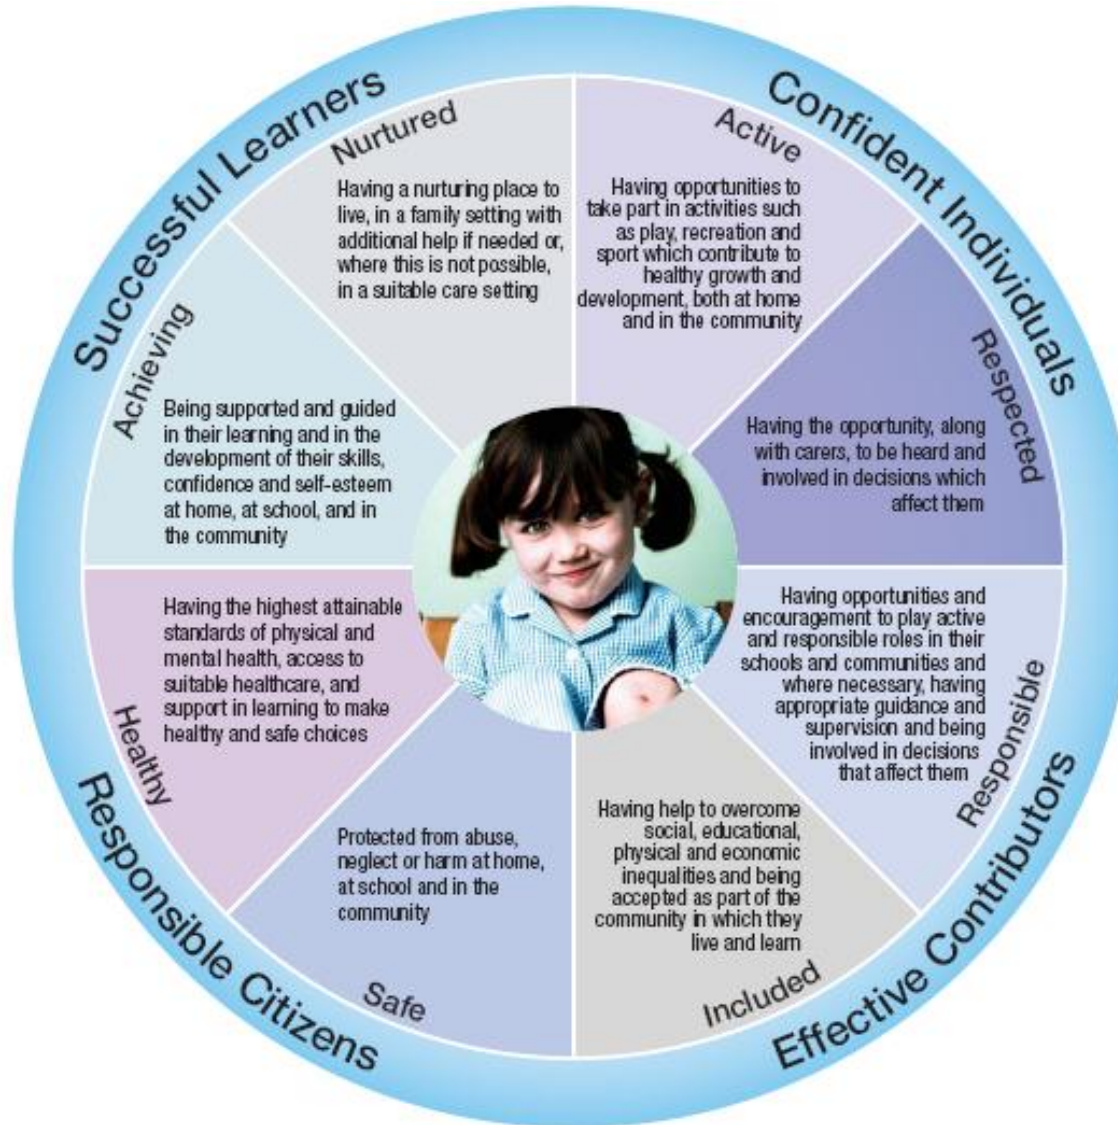 Successful Learners
Confident Individuals
Nurtured
Having a nurturing place to
live, in a family setting with
additional help if needed or,
where this is not possible,
in a suitable care setting
Active
Having opportunities to
take part in activities such
as play, recreation and
sport which contribute to
healthy growth and
development, both at home
and in the community
Achieving
Being supported and guided
in their learning and in the
development of their skills,
confidence and self-esteem
at home, at school, and in
the community
Respected
Having the opportunity, along
with carers, to be heard and
involved in decisions which
affect them
Healthy
Having the highest attainable
standards of physical and
mental health, access to
suitable healthcare, and
support in learning to make
healthy and safe choices
Responsible
Having opportunities and
encouragement to play active
and responsible roles in their
schools and communities and
where necessary, having
appropriate guidance and
supervision and being
involved in decisions
that affect them
Safe
Protected from abuse,
neglect or harm at home,
at school and in the
community
Included
Having help to overcome
social, educational,
physical and economic
inequalities and being
accepted as part of the
community in which they
live and learn
Responsible Citizens
Effective Contributors